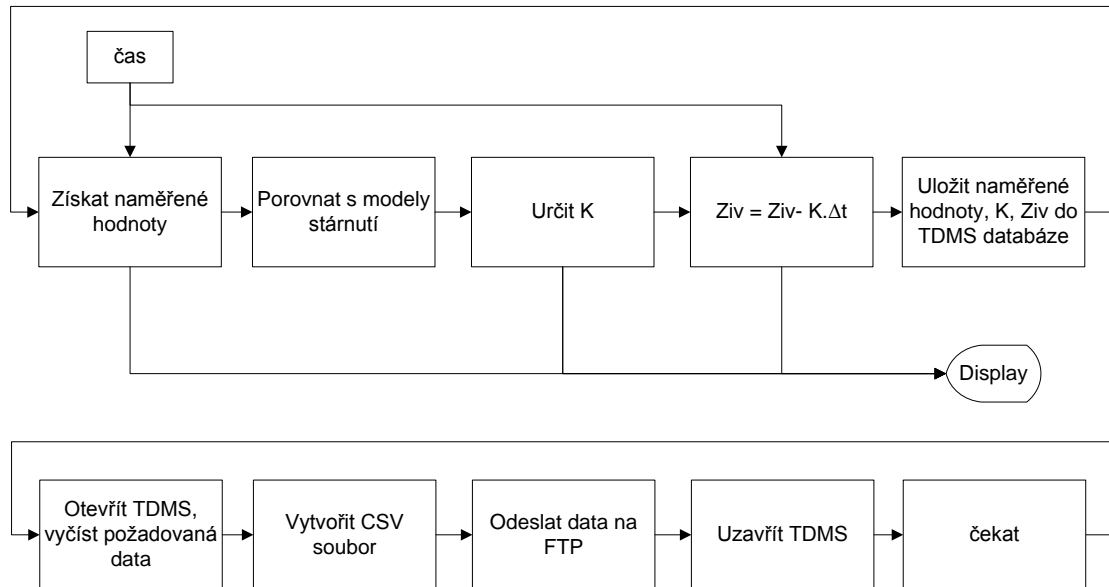 čas
Získat naměřené
hodnoty
Porovnat s modely
stárnutí
Určit K
Ziv = Ziv- K.Δt
Uložit naměřené
hodnoty, K, Ziv do
TDMS databáze
Display
Otevřít TDMS,
vyčíst požadovaná
data
Vytvořit CSV
soubor
Odeslat data na
FTP
Uzavřít TDMS
čekat